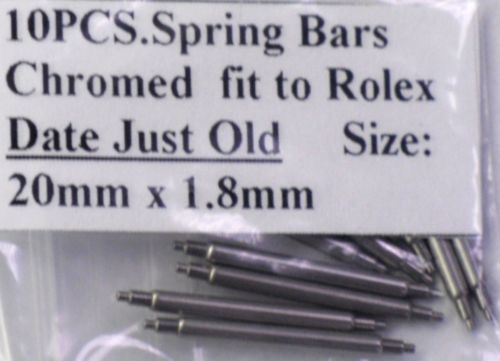 10PCS.Spring Bars
Chromed fit to Rolex
Date Just Old Size:
20mm x 1.8mm